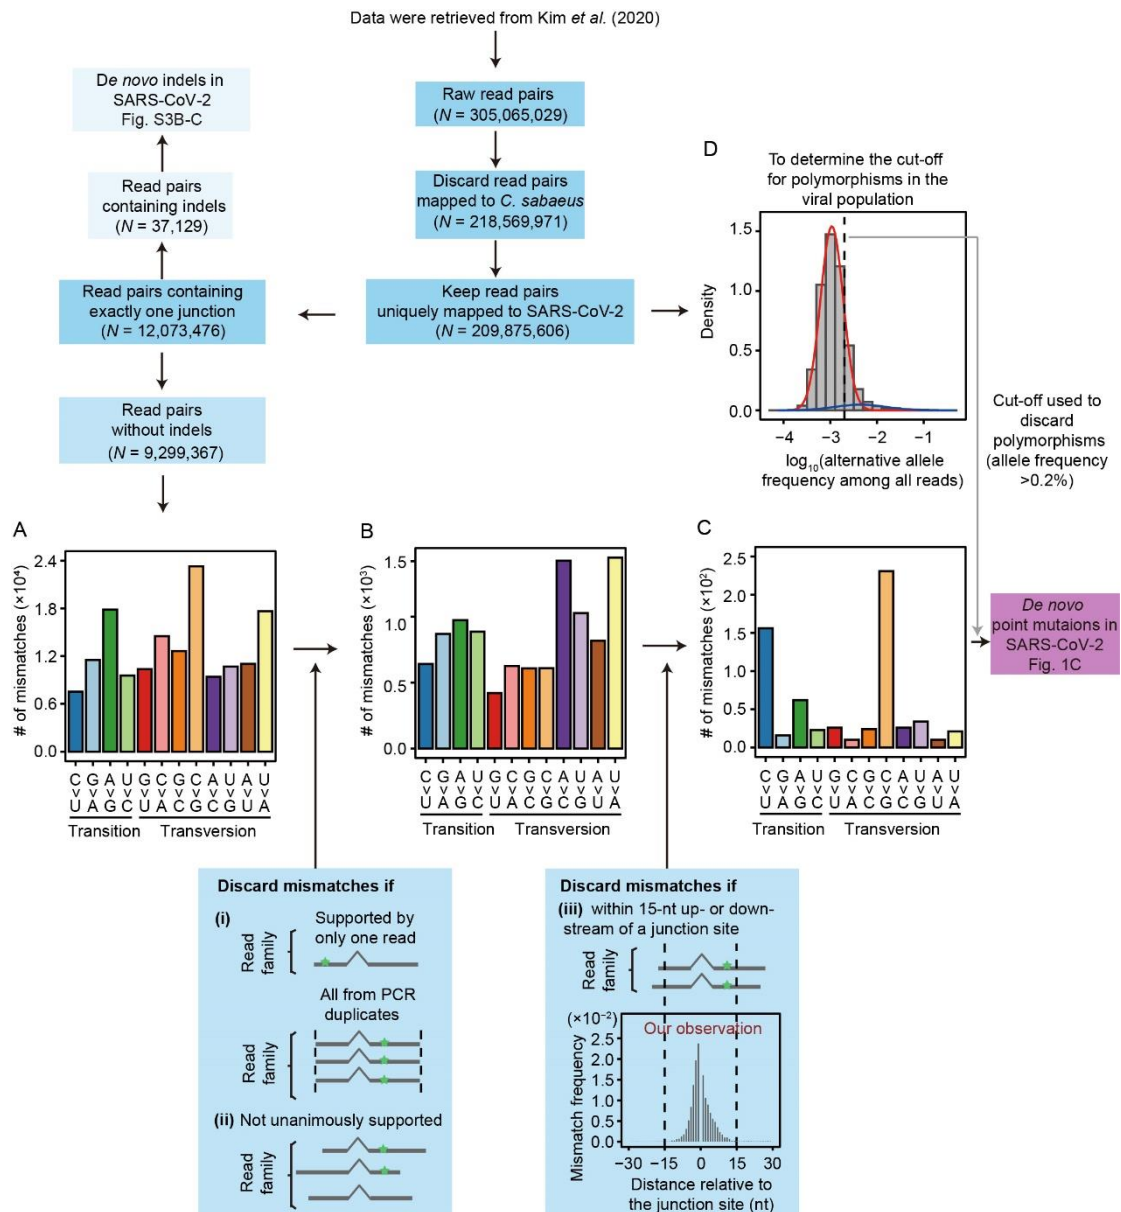 Data were retrieved from Kim et al. (2020)
De novo indels in
SARS-CoV-2
Fig. S3B-C
Raw read pairs
(N = 305,065,029)
Read pairs
containing indels
(N = 37,129)
Discard read pairs
mapped to C. sabaeus
(N = 218,569,971)
Read pairs containing
exactly one junction
(N = 12,073,476)
Keep read pairs
uniquely mapped to SARS-CoV-2
(N = 209,875,606)
Read pairs
without indels
(N = 9,299,367)
D
To determine the cut-off
for polymorphisms in the
viral population
Density
1.5
1.0
0.5
0.0
−4 −3 −2 −1
log10(alternative allele
frequency among all reads)
Cut-off used to
discard
polymorphisms
(allele frequency
>0.2%)
A
# of mismatches (×10⁴)
2.4
1.8
1.2
0.6
0.0
C>U G>A A>G U>C G>U C>A G>C C>G A>C U>G A>U U>A
Transition Transversion
B
# of mismatches (×10³)
1.5
1.0
0.5
0.0
C>U G>A A>G U>C G>U C>A G>C C>G A>C U>G A>U U>A
Transition Transversion
C
# of mismatches (×10²)
2.5
2.0
1.5
1.0
0.5
0.0
C>U G>A A>G U>C G>U C>A G>C C>G A>C U>G A>U U>A
Transition Transversion
De novo
point mutaions in
SARS-CoV-2
Fig. 1C
Discard mismatches if
(i) Supported by
only one read
Read
family
All from PCR
duplicates
Read
family
(ii) Not unanimously supported
Read
family
Discard mismatches if
(iii) within 15-nt up- or down-
stream of a junction site
Read
family
(×10⁻²)
Our observation
Mismatch frequency
2.5
2.0
1.5
1.0
0.5
0.0
−30 −15 0 15 30
Distance relative to
the junction site (nt)